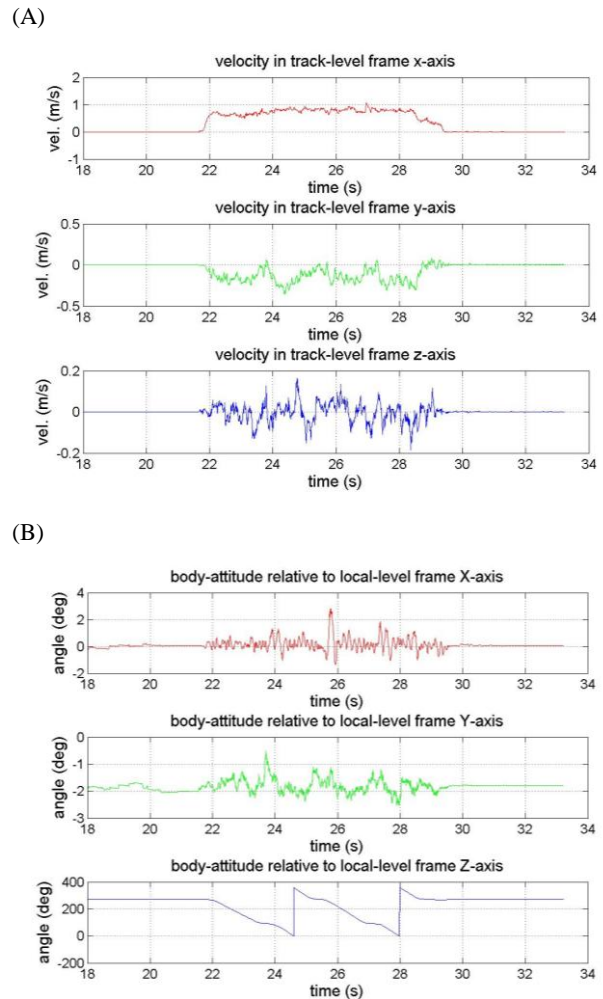 (A)
velocity in track-level frame x-axis
2
1
0
-1
vel. (m/s)
18 20 22 24 26 28 30 32 34
time (s)
velocity in track-level frame y-axis
0.5
0
-0.5
vel. (m/s)
18 20 22 24 26 28 30 32 34
time (s)
velocity in track-level frame z-axis
0.2
0
-0.2
vel. (m/s)
18 20 22 24 26 28 30 32 34
time (s)
(B)
body-attitude relative to local-level frame X-axis
4
2
0
-2
angle (deg)
18 20 22 24 26 28 30 32 34
time (s)
body-attitude relative to local-level frame Y-axis
0
-1
-2
-3
angle (deg)
18 20 22 24 26 28 30 32 34
time (s)
body-attitude relative to local-level frame Z-axis
400
200
0
-200
angle (deg)
18 20 22 24 26 28 30 32 34
time (s)